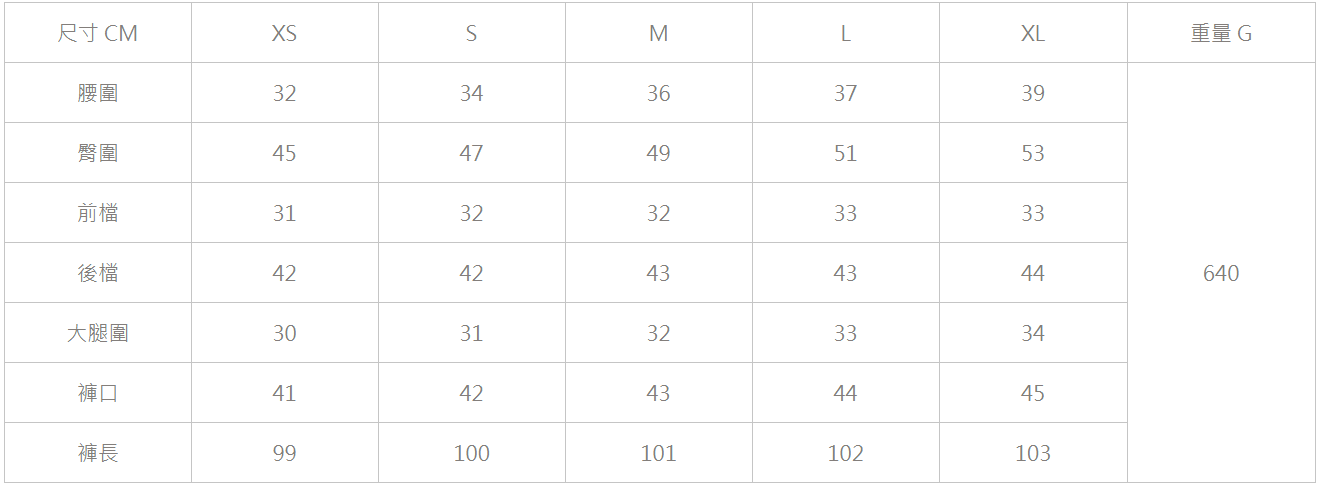 尺寸 CM XS S M L XL 重量 G
腰圍 32 34 36 37 39
臀圍 45 47 49 51 53
前檔 31 32 32 33 33
後檔 42 42 43 43 44 640
大腿圍 30 31 32 33 34
褲口 41 42 43 44 45
褲長 99 100 101 102 103